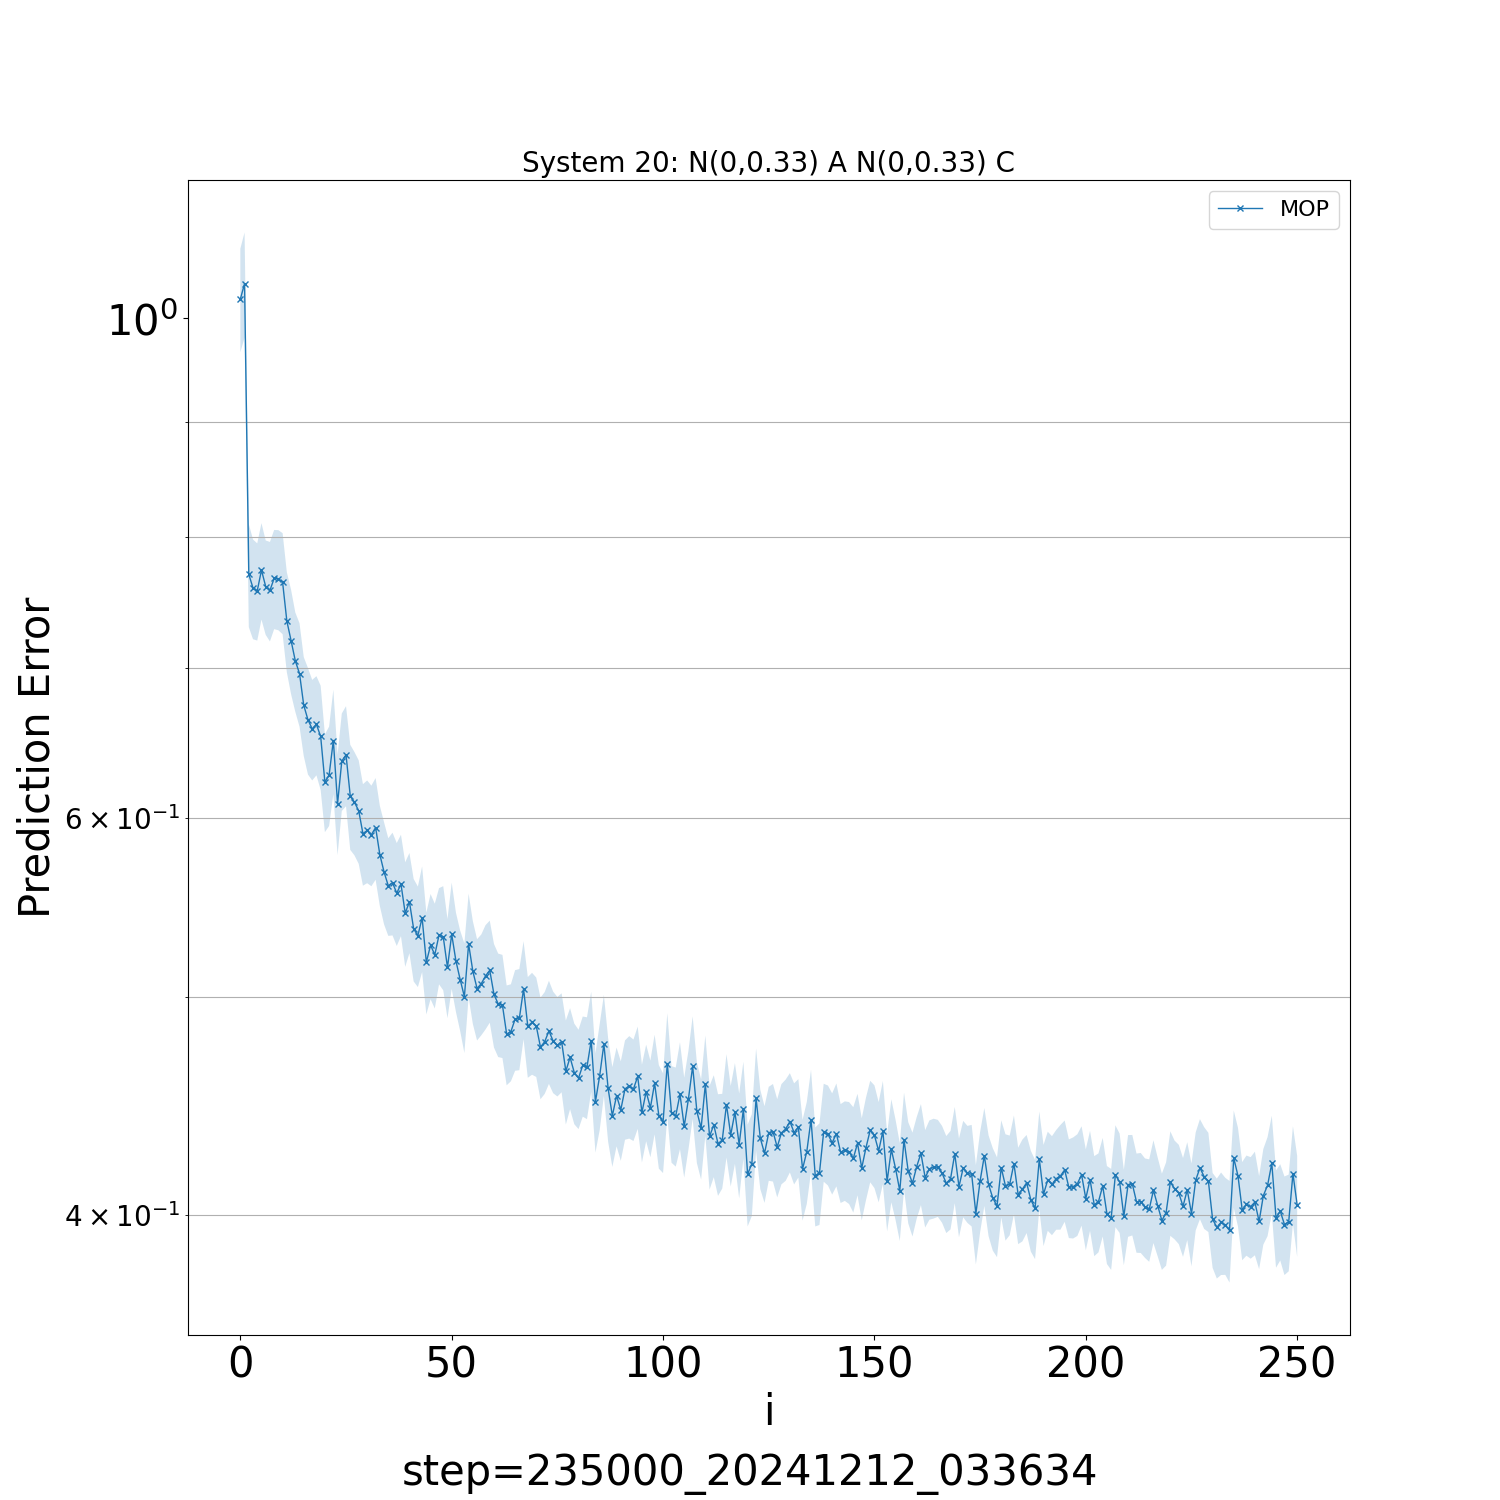 System 20: N(0,0.33) A N(0,0.33) C
MOP
10⁰
6 × 10⁻¹
4 × 10⁻¹
Prediction Error
0 50 100 150 200 250
i
step=235000_20241212_033634